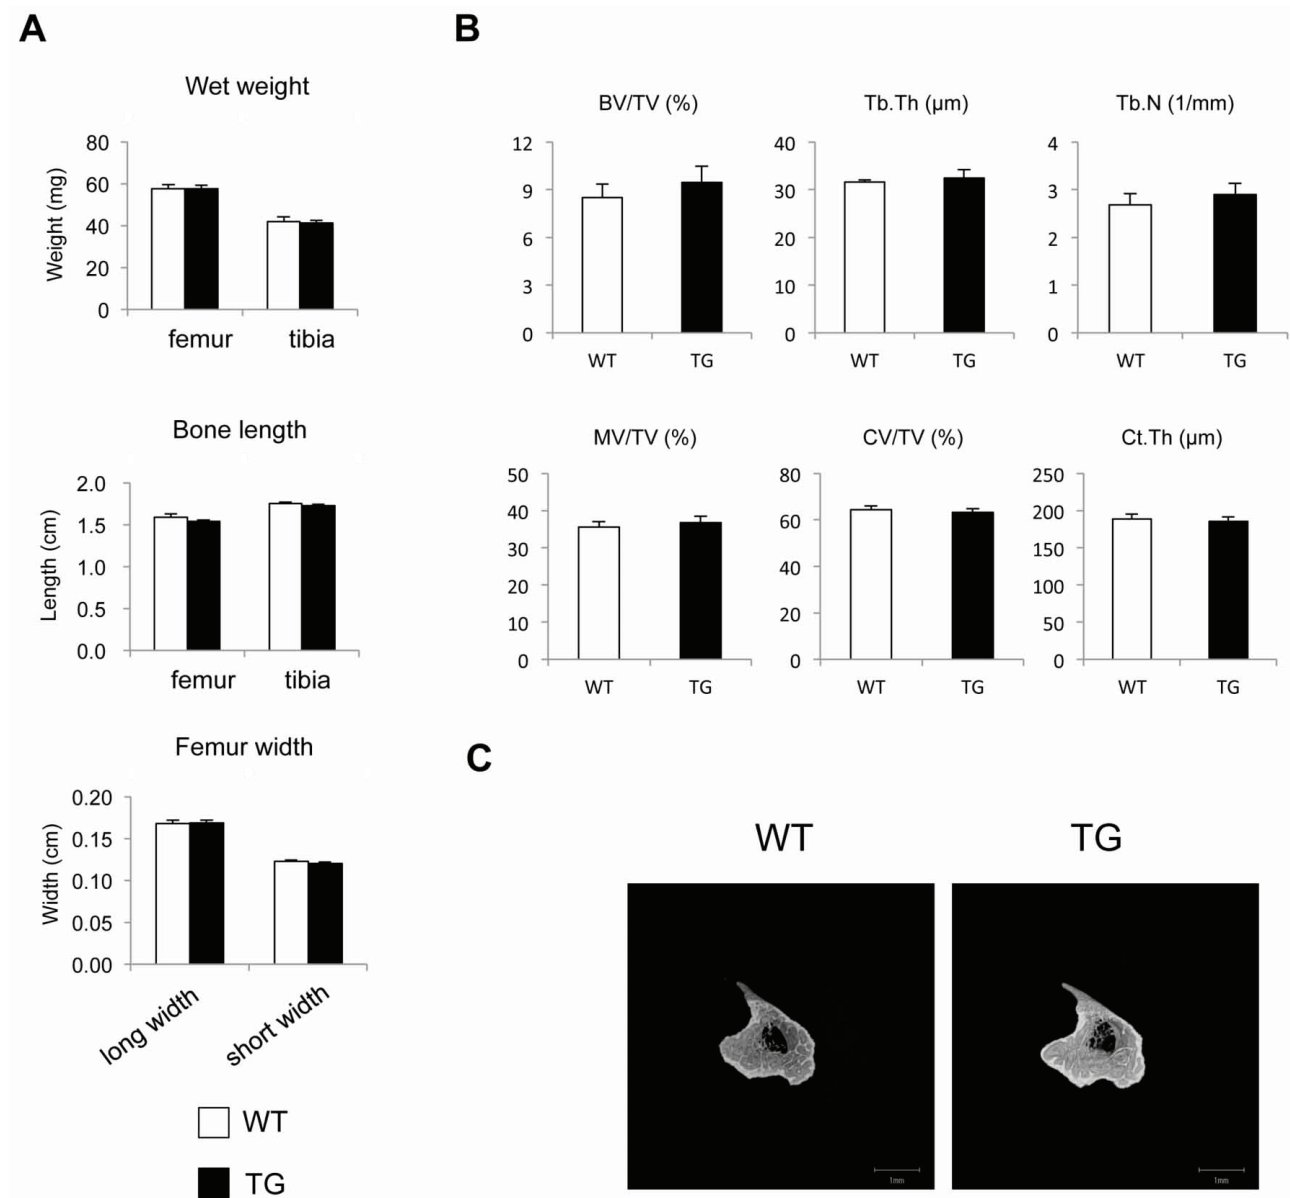 A
Wet weight
Weight (mg)
80
60
40
20
0
femur tibia
Bone length
Length (cm)
2.0
1.5
1.0
0.5
0.0
femur tibia
Femur width
Width (cm)
0.20
0.15
0.10
0.05
0.00
long width
short width
WT
TG
B
BV/TV (%)
12
9
6
3
0
WT TG
Tb.Th (μm)
40
30
20
10
0
WT TG
Tb.N (1/mm)
4
3
2
1
0
WT TG
MV/TV (%)
50
40
30
20
10
0
WT TG
CV/TV (%)
80
60
40
20
0
WT TG
Ct.Th (μm)
250
200
150
100
50
0
WT TG
C
WT
TG
1mm
1mm